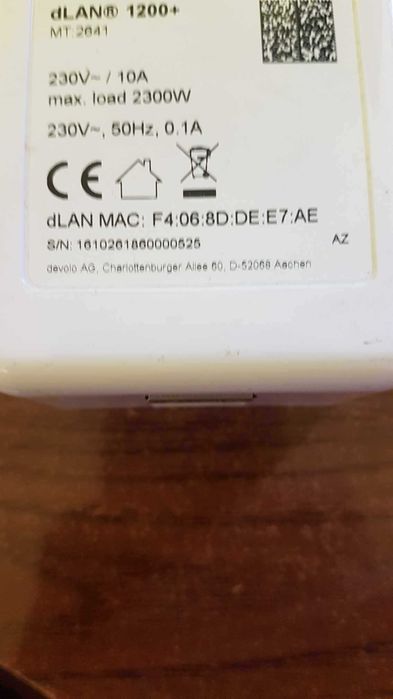 dLAN® 1200+
MT:2641
230V~ / 10A
max. load 2300W
230V~, 50Hz, 0.1A
CE
dLAN MAC: F4:06:8D:DE:E7:AE
S/N: 1610261860000525
AZ
devolo AG, Charlottenburger Allee 60, D-52068 Aachen